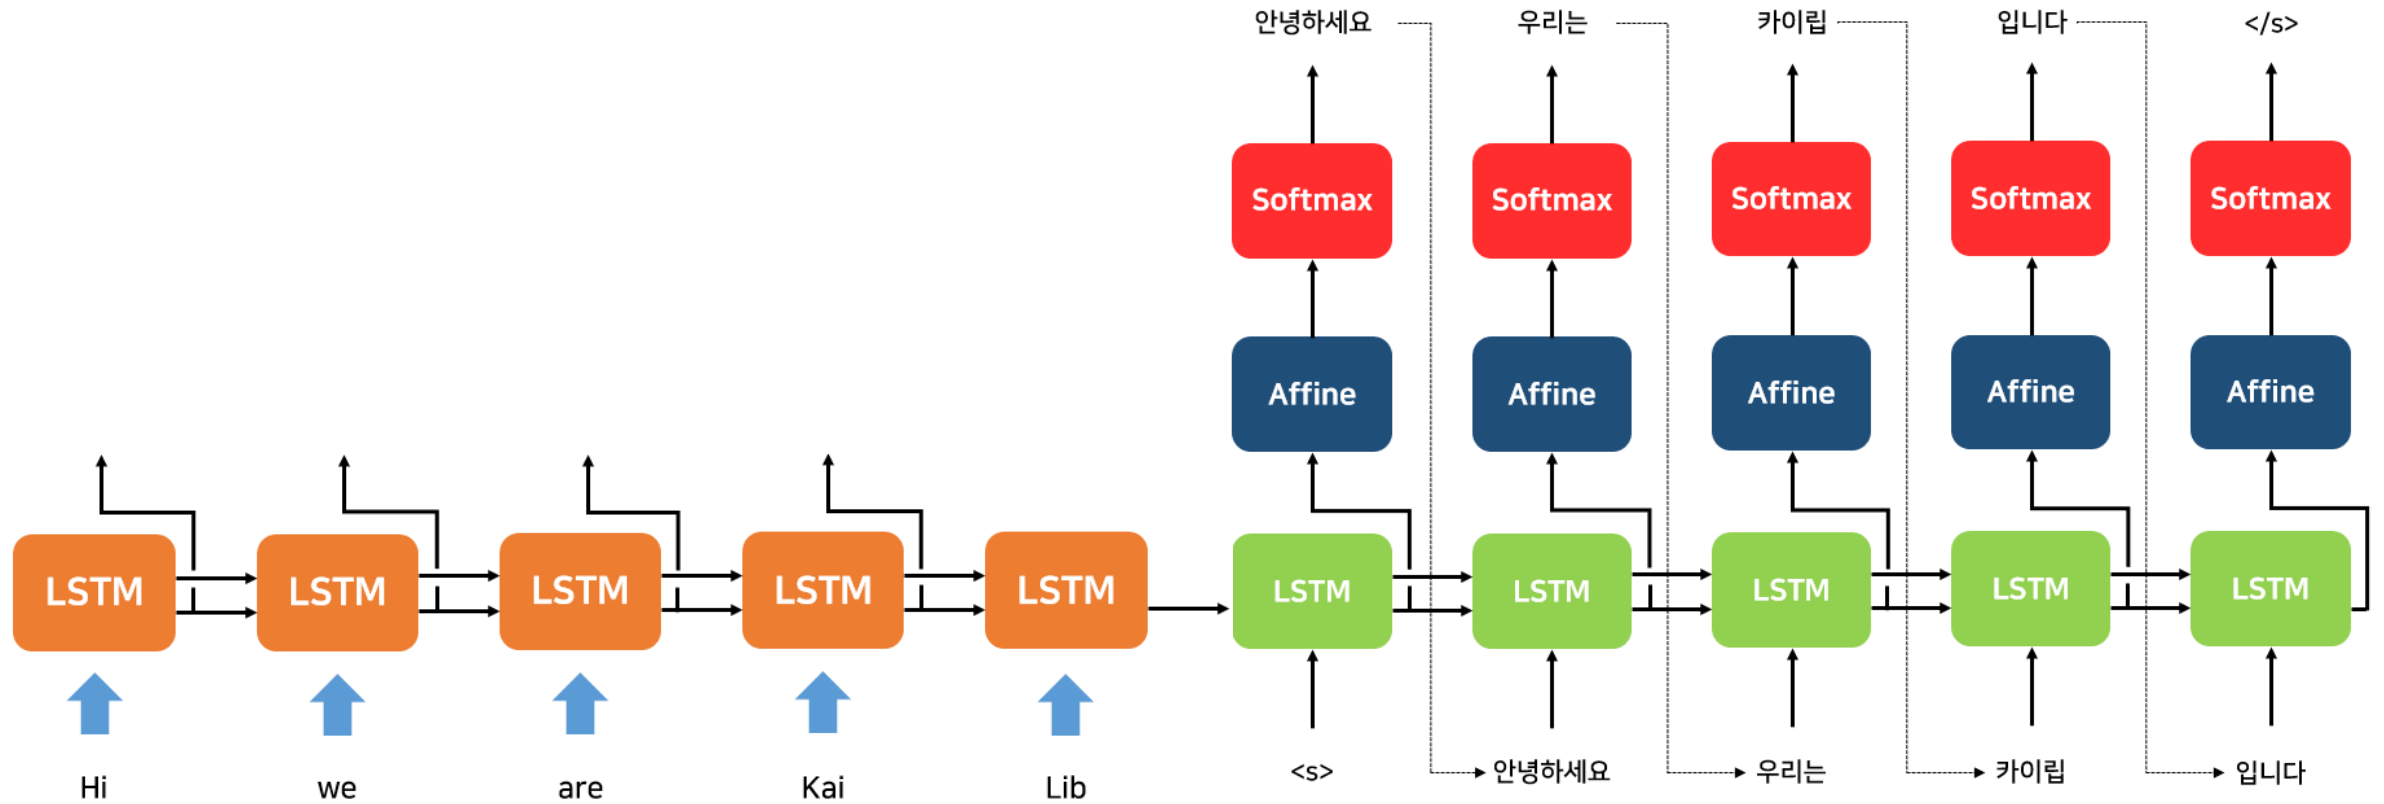 안녕하세요 우리는 카이립 입니다 </s>
Softmax Softmax Softmax Softmax Softmax
Affine Affine Affine Affine Affine
LSTM LSTM LSTM LSTM LSTM LSTM LSTM LSTM LSTM LSTM
<s> 안녕하세요 우리는 카이립 입니다
Hi we are Kai Lib